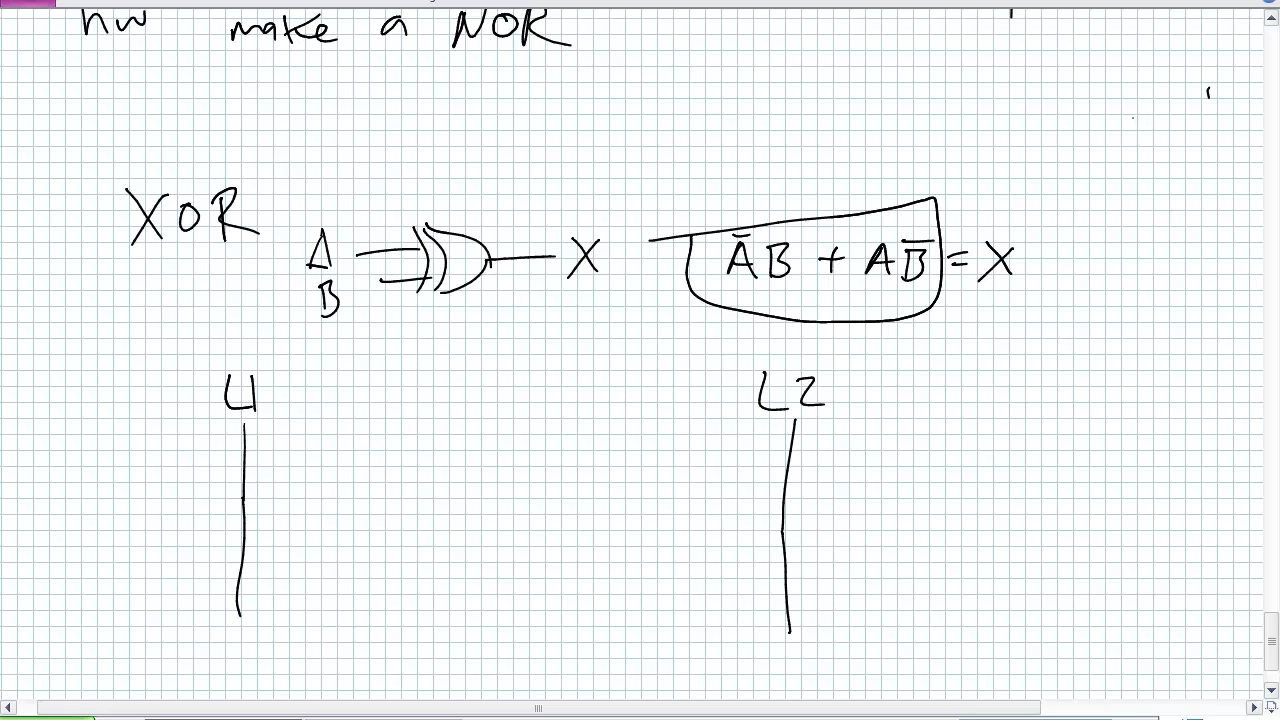 hw make a NOR
XOR
A
B
X
ĀB + AB̄ = X
L1
L2